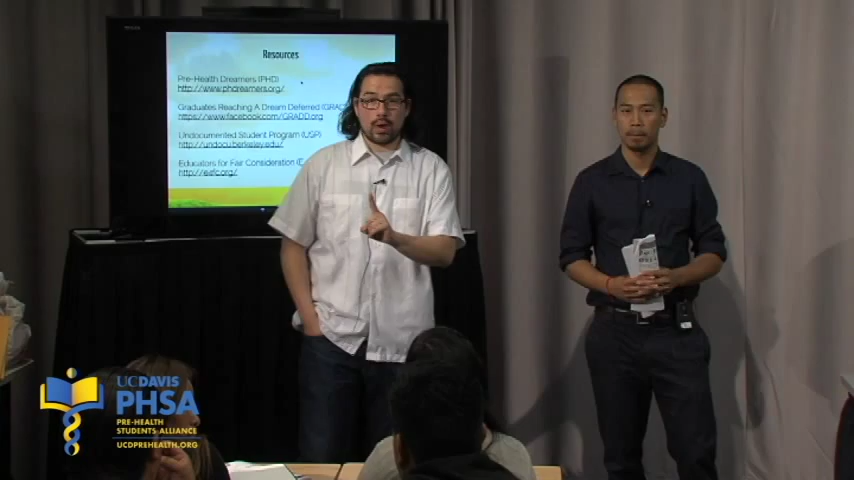 Resources
Pre-Health Dreamers (PHD)
http://www.phdreamers.org/
Graduates Reaching A Dream Deferred (GRAD
https://www.facebook.com/GRADD.org
Undocumented Student Program (USP)
http://undocu.berkeley.edu/
Educators for Fair Consideration (E
http://e4fc.org/
UCDAVIS
PHSA
PRE-HEALTH
STUDENTS ALLIANCE
UCDPREHEALTH.ORG